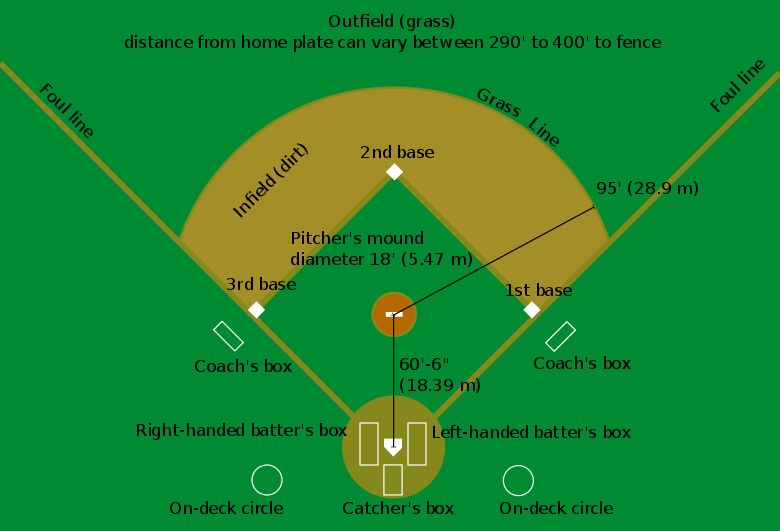 Outfield (grass)
distance from home plate can vary between 290' to 400' to fence
Foul line
Foul line
Grass Line
Infield (dirt)
2nd base
95' (28.9 m)
Pitcher's mound
diameter 18' (5.47 m)
3rd base
1st base
Coach's box
Coach's box
60'-6"
(18.39 m)
Right-handed batter's box
Left-handed batter's box
On-deck circle
Catcher's box
On-deck circle